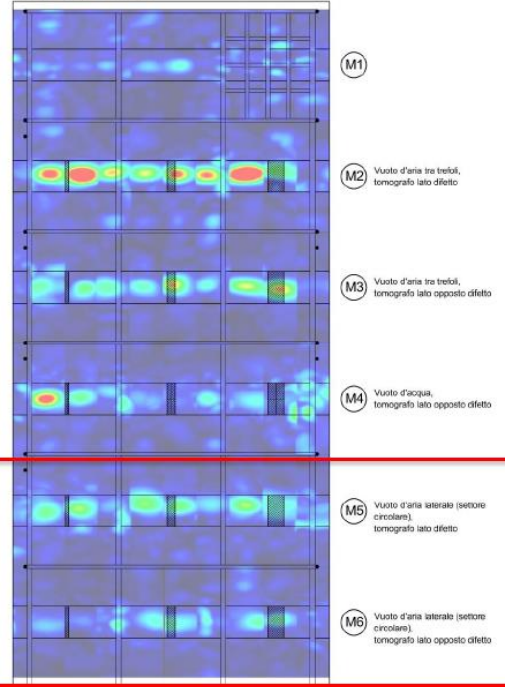 M1
M2
Vuoto d'aria tra trefoli,
tomografo lato difetto
M3
Vuoto d'aria tra trefoli,
tomografo lato opposto difetto
M4
Vuoto d'acqua,
tomografo lato opposto difetto
M5
Vuoto d'aria laterale (settore
circolare),
tomografo lato difetto
M6
Vuoto d'aria laterale (settore
circolare),
tomografo lato opposto difetto